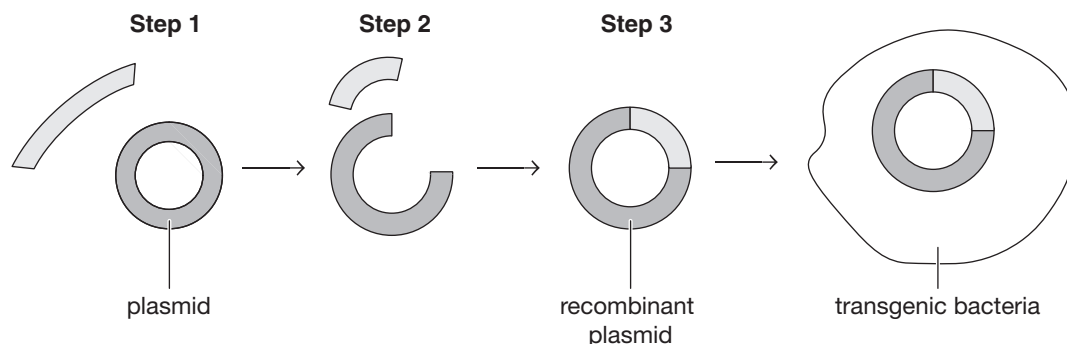 Step 1
Step 2
Step 3
plasmid
recombinant
plasmid
transgenic bacteria